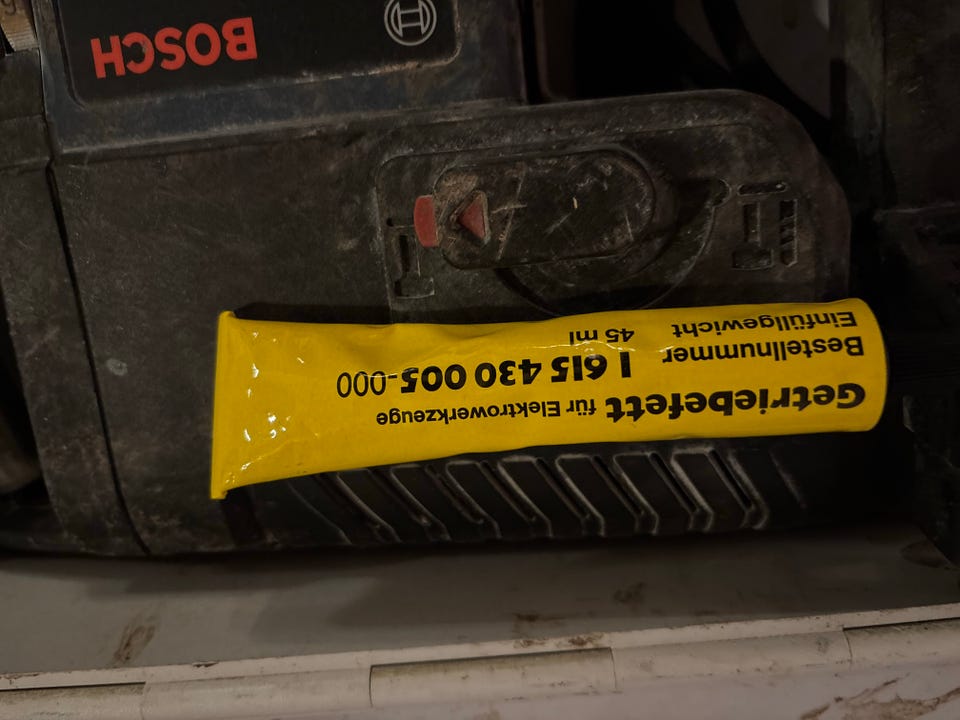 BOSCH
Getriebefett für Elektrowerkzeuge
Bestellnummer 1 615 430 005-000
Einfüllgewicht 45 ml